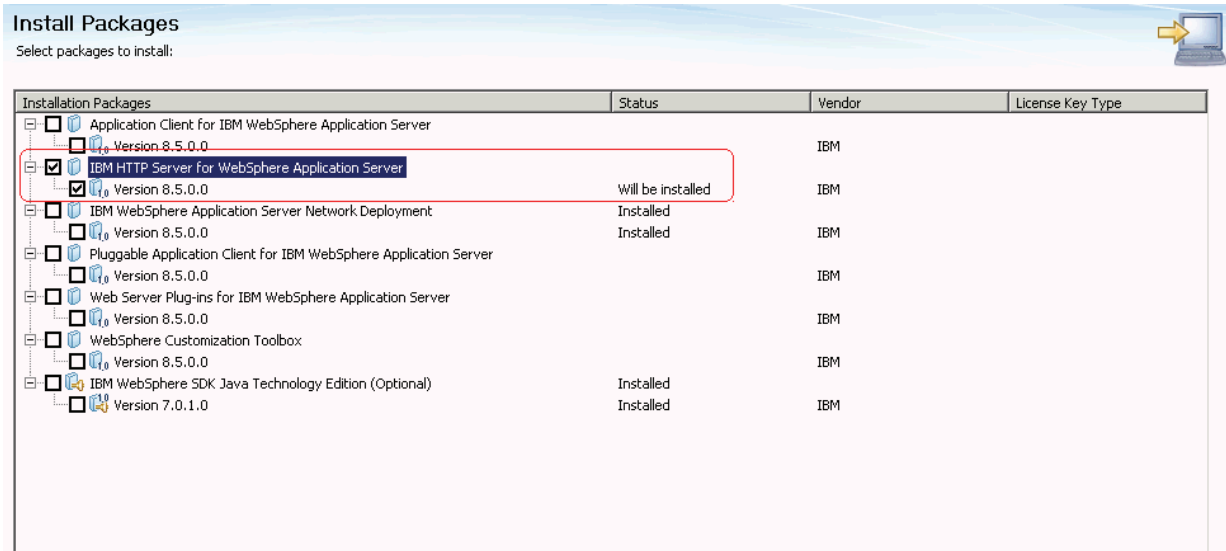 Install Packages
Select packages to install:
Installation Packages Status Vendor License Key Type
Application Client for IBM WebSphere Application Server
Version 8.5.0.0 IBM
IBM HTTP Server for WebSphere Application Server
Version 8.5.0.0 Will be installed IBM
IBM WebSphere Application Server Network Deployment Installed
Version 8.5.0.0 Installed IBM
Pluggable Application Client for IBM WebSphere Application Server
Version 8.5.0.0 IBM
Web Server Plug-ins for IBM WebSphere Application Server
Version 8.5.0.0 IBM
WebSphere Customization Toolbox
Version 8.5.0.0 IBM
IBM WebSphere SDK Java Technology Edition (Optional) Installed
Version 7.0.1.0 Installed IBM